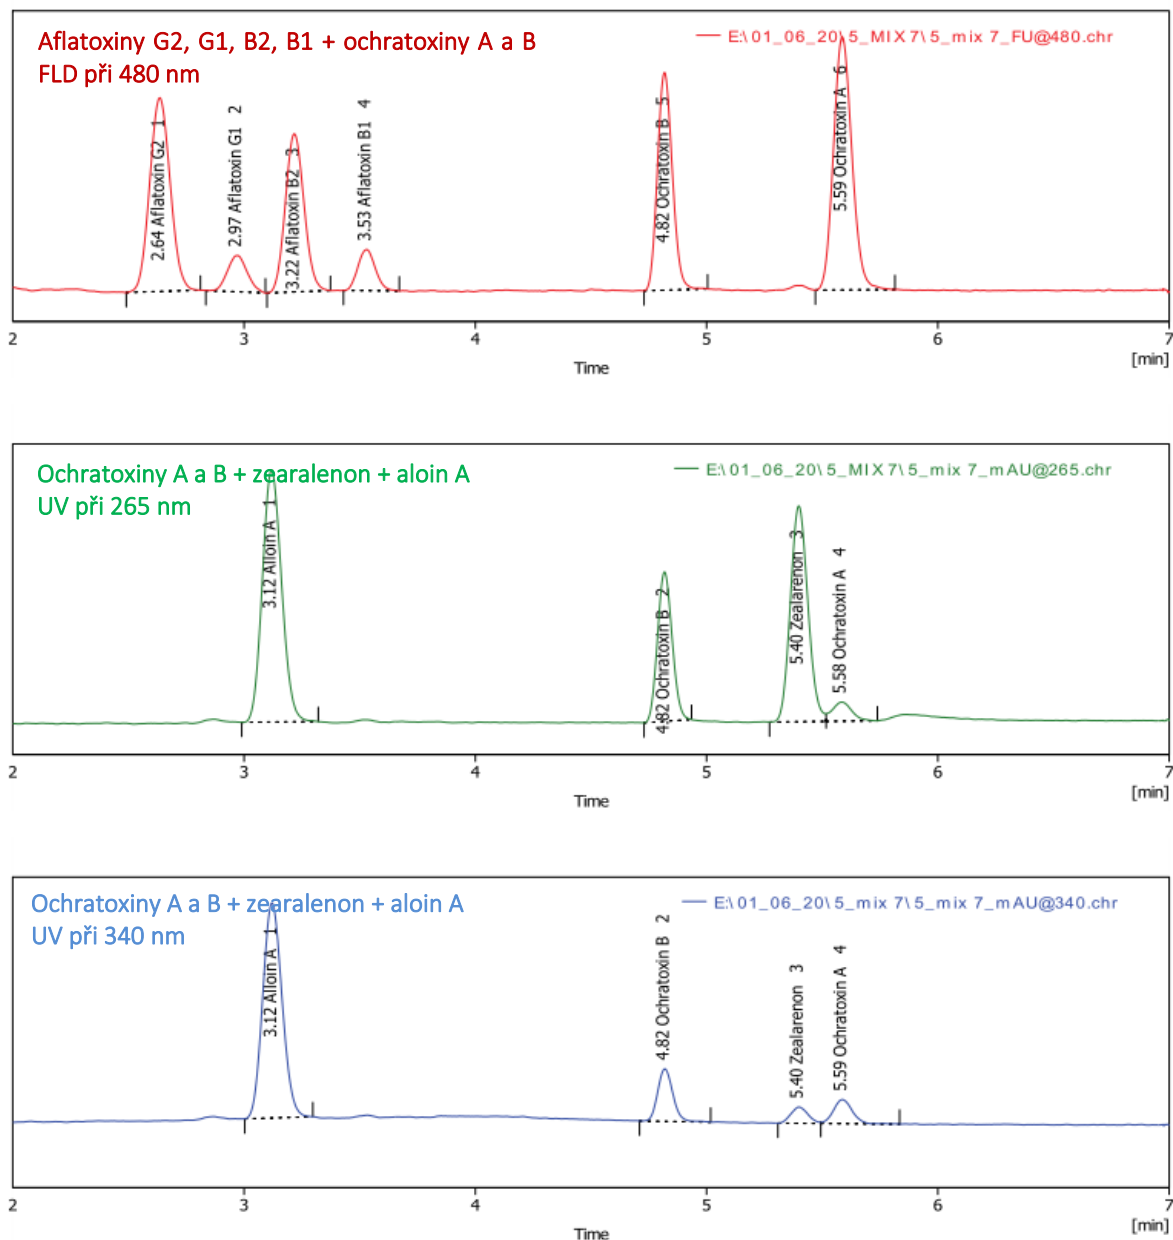 Aflatoxiny G2, G1, B2, B1 + ochratoxiny A a B
FLD při 480 nm
E:\01_06_20\5_MIX 7\5_mix 7_FU@480.chr
2.64 Aflatoxin G2 1
2.97 Aflatoxin G1 2
3.22 Aflatoxin B2 3
3.53 Aflatoxin B1 4
4.82 Ochratoxin B 5
5.59 Ochratoxin A 6
2 3 4 5 6 7
Time
[min]
Ochratoxiny A a B + zearalenon + aloin A
UV při 265 nm
E:\01_06_20\5_MIX 7\5_mix 7_mAU@265.chr
3.12 Alloin A 1
4.82 Ochratoxin B 2
5.40 Zealarenon 3
5.58 Ochratoxin A 4
2 3 4 5 6 7
Time
[min]
Ochratoxiny A a B + zearalenon + aloin A
UV při 340 nm
E:\01_06_20\5_mix 7\5_mix 7_mAU@340.chr
3.12 Alloin A 1
4.82 Ochratoxin B 2
5.40 Zealarenon 3
5.59 Ochratoxin A 4
2 3 4 5 6 7
Time
[min]